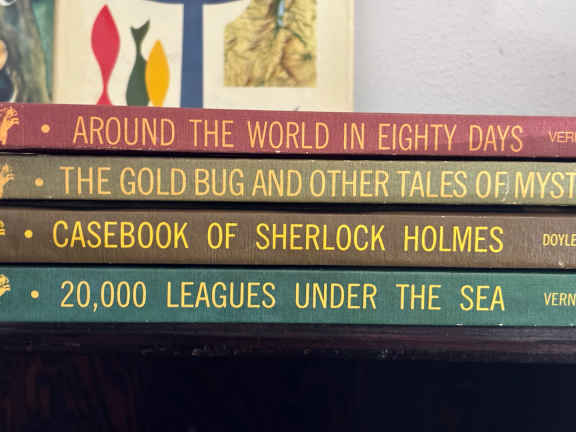 • AROUND THE WORLD IN EIGHTY DAYS VER
• THE GOLD BUG AND OTHER TALES OF MYST
• CASEBOOK OF SHERLOCK HOLMES DOYLE
• 20,000 LEAGUES UNDER THE SEA VERN